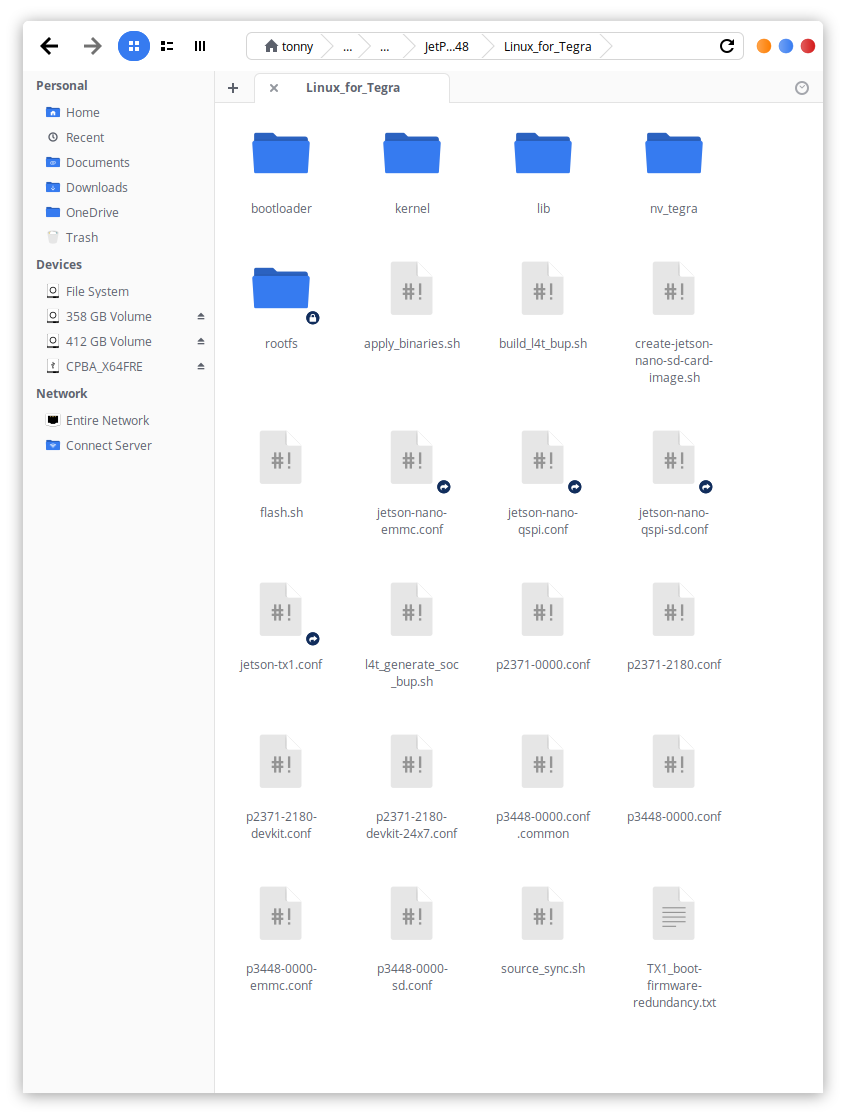 tonny
...
...
JetP...48
Linux_for_Tegra
Personal
Home
Recent
Documents
Downloads
OneDrive
Trash
Devices
File System
358 GB Volume
412 GB Volume
CPBA_X64FRE
Network
Entire Network
Connect Server
Linux_for_Tegra
bootloader
kernel
lib
nv_tegra
rootfs
apply_binaries.sh
build_l4t_bup.sh
create-jetson-
nano-sd-card-
image.sh
flash.sh
jetson-nano-
emmc.conf
jetson-nano-
qspi.conf
jetson-nano-
qspi-sd.conf
jetson-tx1.conf
l4t_generate_soc
_bup.sh
p2371-0000.conf
p2371-2180.conf
p2371-2180-
devkit.conf
p2371-2180-
devkit-24x7.conf
p3448-0000.conf
.common
p3448-0000.conf
p3448-0000-
emmc.conf
p3448-0000-
sd.conf
source_sync.sh
TX1_boot-
firmware-
redundancy.txt